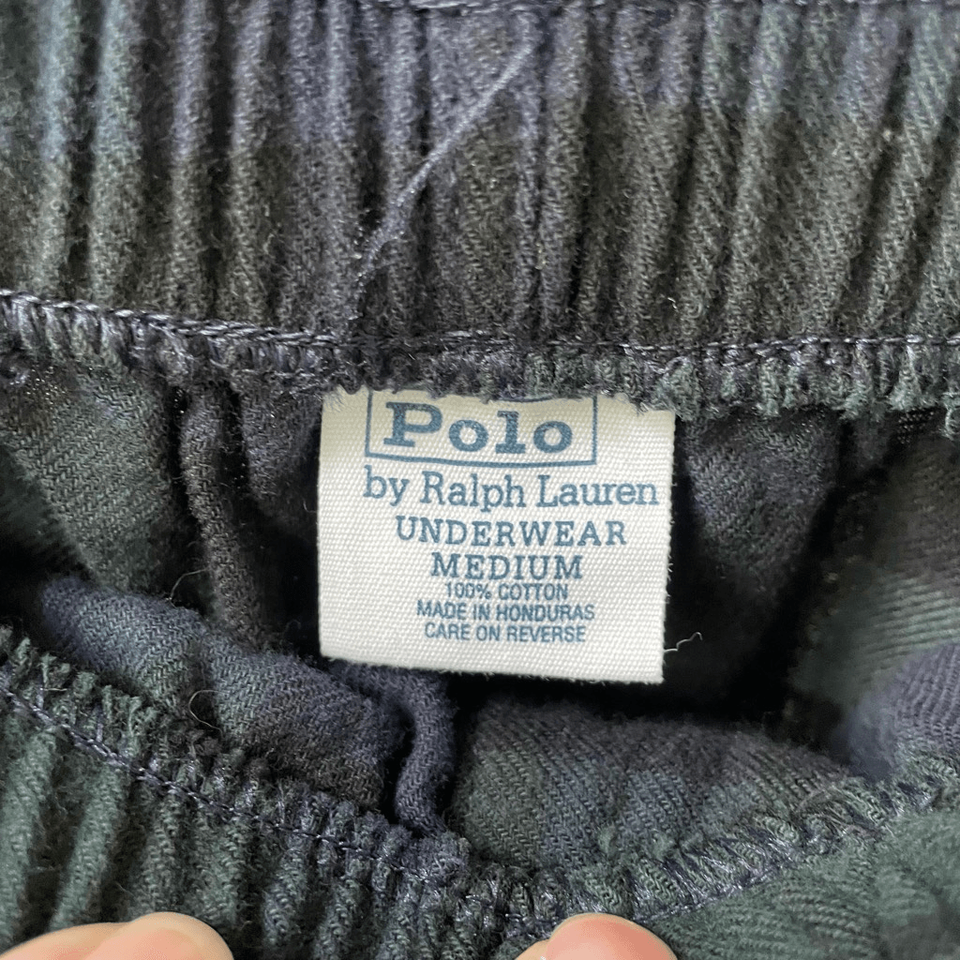 Polo
by Ralph Lauren
UNDERWEAR
MEDIUM
100% COTTON
MADE IN HONDURAS
CARE ON REVERSE